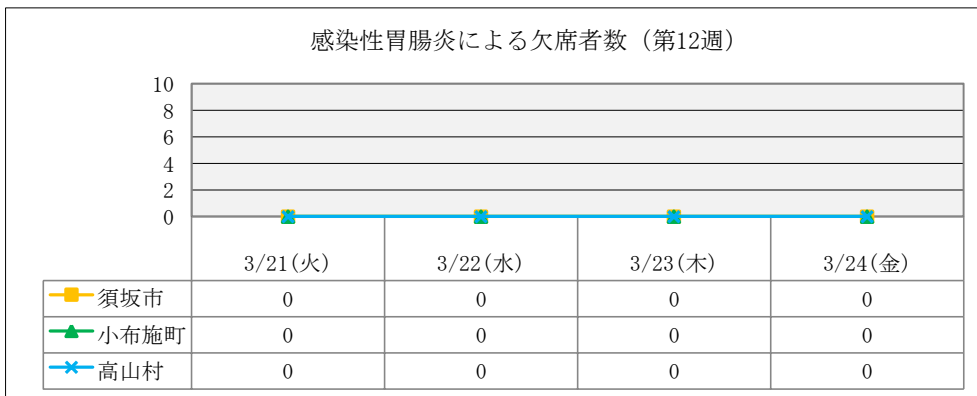 感染性胃腸炎による欠席者数（第12週）
10
8
6
4
2
0
3/21(火) 3/22(水) 3/23(木) 3/24(金)
須坂市 0 0 0 0
小布施町 0 0 0 0
高山村 0 0 0 0